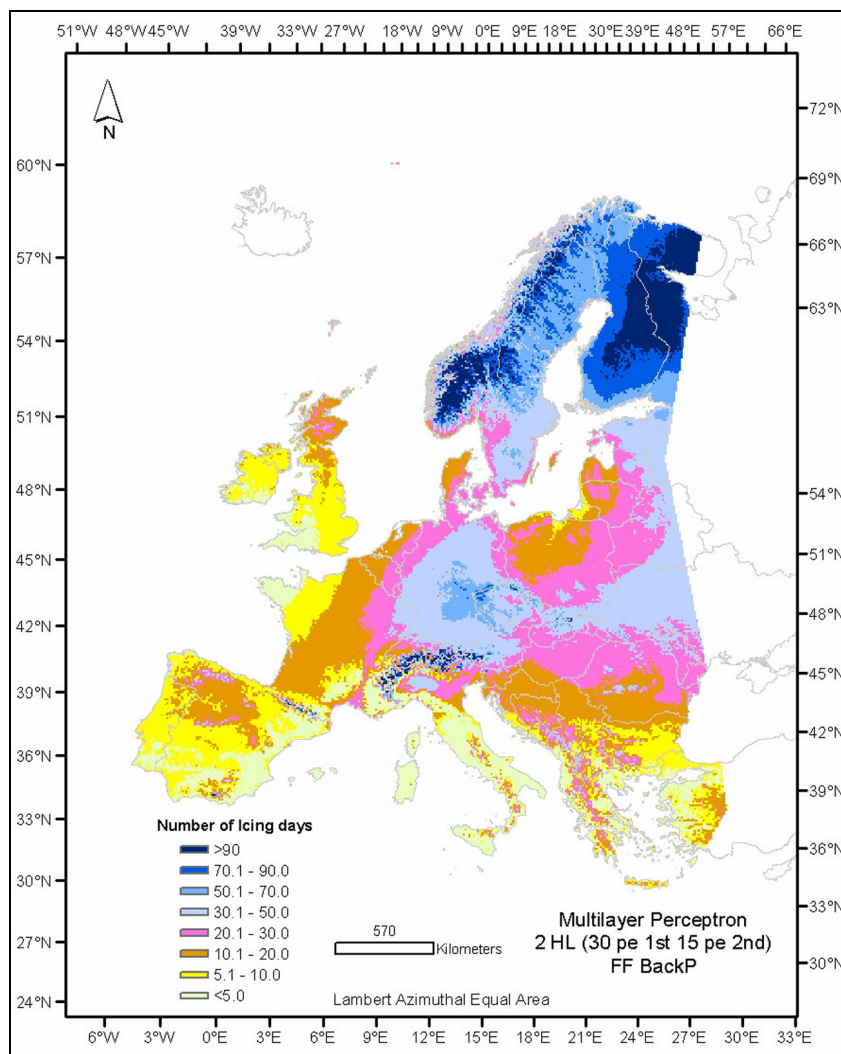 51°W 48°W 45°W 39°W 33°W 27°W 18°W 9°W 0°E 9°E 18°E 30°E 39°E 48°E 57°E 66°E
N
60°N
57°N
54°N
51°N
48°N
45°N
42°N
39°N
36°N
33°N
30°N
27°N
24°N
72°N
69°N
66°N
63°N
54°N
51°N
48°N
45°N
42°N
39°N
36°N
33°N
30°N
Number of Icing days
>90
70.1 - 90.0
50.1 - 70.0
30.1 - 50.0
20.1 - 30.0
10.1 - 20.0
5.1 - 10.0
<5.0
570
Kilometers
Multilayer Perceptron
2 HL (30 pe 1st 15 pe 2nd)
FF BackP
Lambert Azimuthal Equal Area
6°W 0°E 3°E 6°E 9°E 12°E 15°E 18°E 21°E 24°E 27°E 30°E 33°E